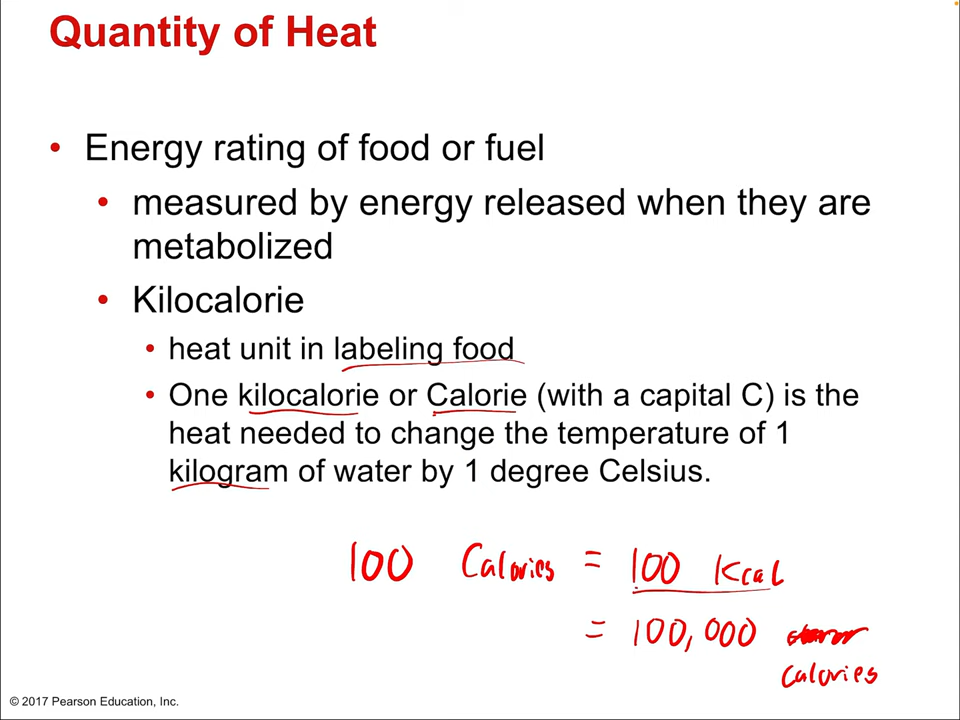 Quantity of Heat
• Energy rating of food or fuel
• measured by energy released when they are
metabolized
• Kilocalorie
• heat unit in labeling food
• One kilocalorie or Calorie (with a capital C) is the
heat needed to change the temperature of 1
kilogram of water by 1 degree Celsius.
100 Calories = 100 Kcal
= 100,000
calories
© 2017 Pearson Education, Inc.